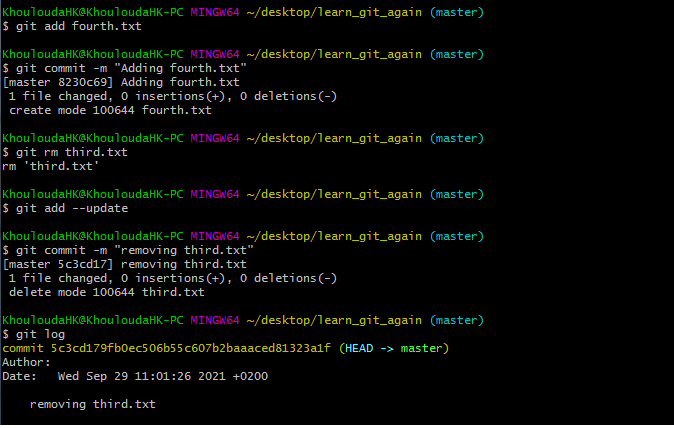 KhouloudaHK@KhouloudaHK-PC MINGW64 ~/desktop/learn_git_again (master)
$ git add fourth.txt
KhouloudaHK@KhouloudaHK-PC MINGW64 ~/desktop/learn_git_again (master)
$ git commit -m "Adding fourth.txt"
[master 8230c69] Adding fourth.txt
 1 file changed, 0 insertions(+), 0 deletions(-)
 create mode 100644 fourth.txt
KhouloudaHK@KhouloudaHK-PC MINGW64 ~/desktop/learn_git_again (master)
$ git rm third.txt
rm 'third.txt'
KhouloudaHK@KhouloudaHK-PC MINGW64 ~/desktop/learn_git_again (master)
$ git add --update
KhouloudaHK@KhouloudaHK-PC MINGW64 ~/desktop/learn_git_again (master)
$ git commit -m "removing third.txt"
[master 5c3cd17] removing third.txt
 1 file changed, 0 insertions(+), 0 deletions(-)
 delete mode 100644 third.txt
KhouloudaHK@KhouloudaHK-PC MINGW64 ~/desktop/learn_git_again (master)
$ git log
commit 5c3cd179fb0ec506b55c607b2baaaced81323a1f (HEAD -> master)
Author:
Date:   Wed Sep 29 11:01:26 2021 +0200
    removing third.txt